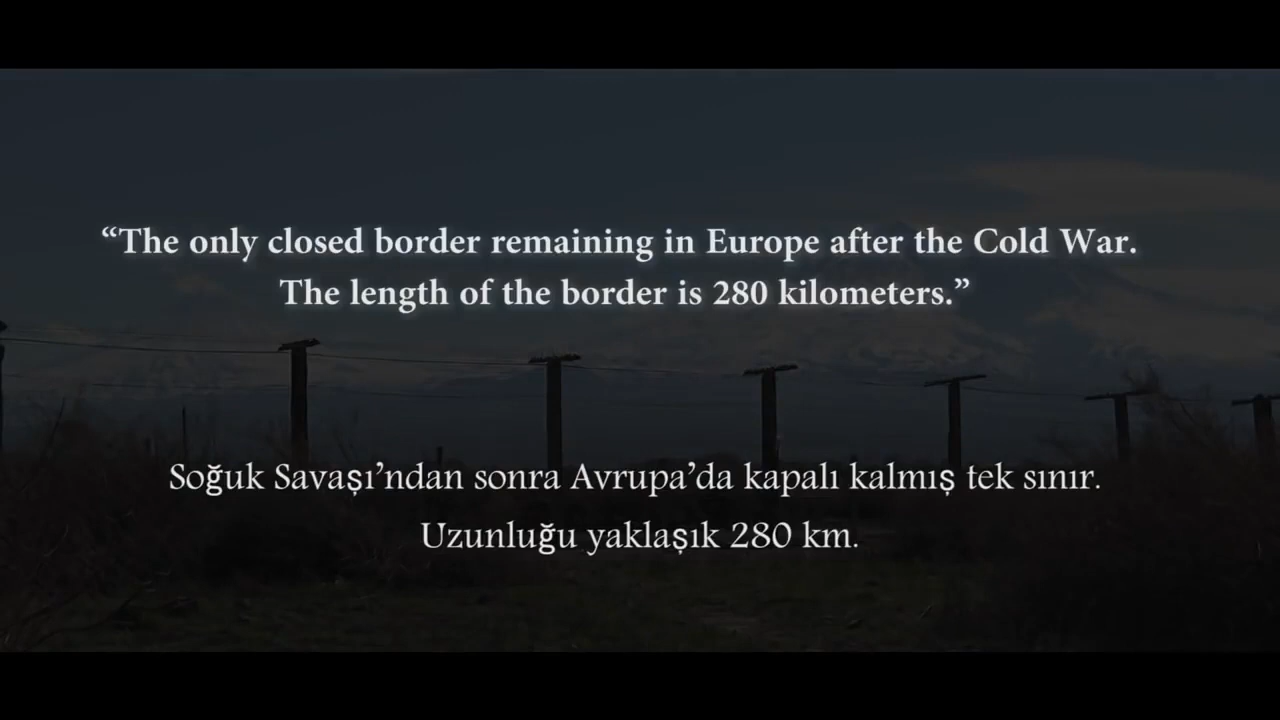 “The only closed border remaining in Europe after the Cold War.
The length of the border is 280 kilometers.”
Soğuk Savaşı’ndan sonra Avrupa’da kapalı kalmış tek sınır.
Uzunluğu yaklaşık 280 km.